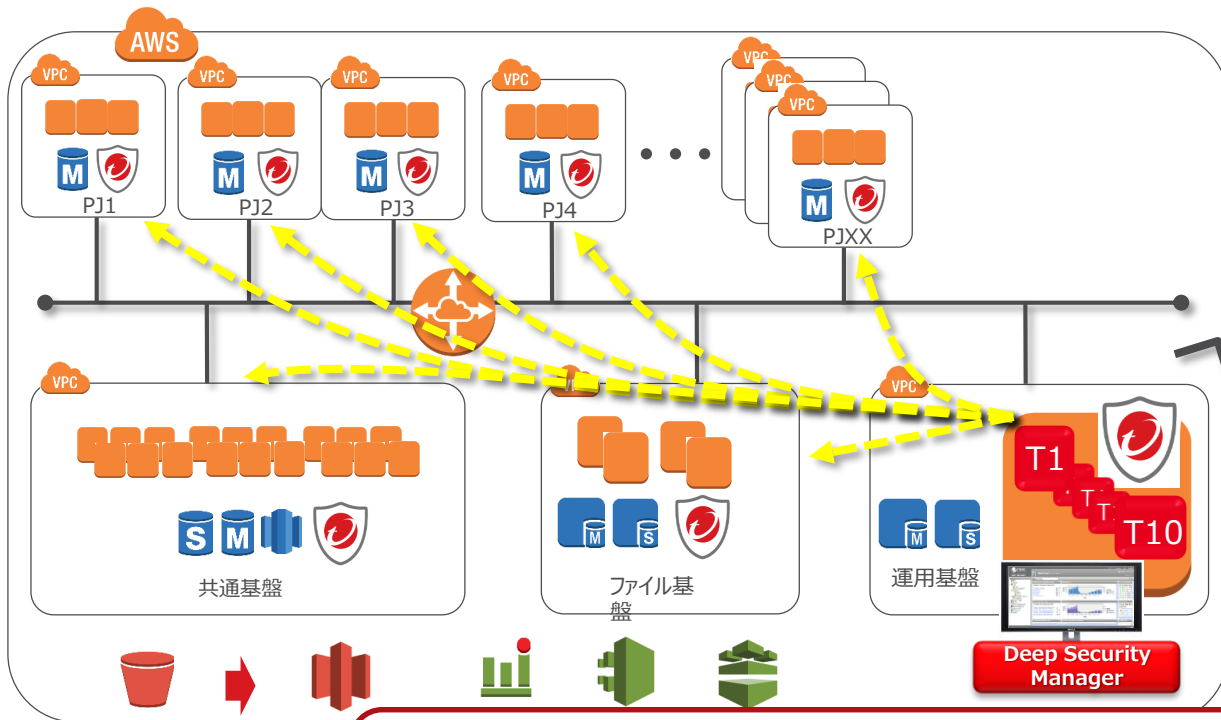 AWS
VPC
VPC
VPC
VPC
VPC
VPC
VPC
M
M
M
M
M
PJ1
PJ2
PJ3
PJ4
PJXX
VPC
VPC
T1
T
T
T10
S
M
M
S
M
S
共通基盤
ファイル基
盤
運用基盤
Deep Security
Manager